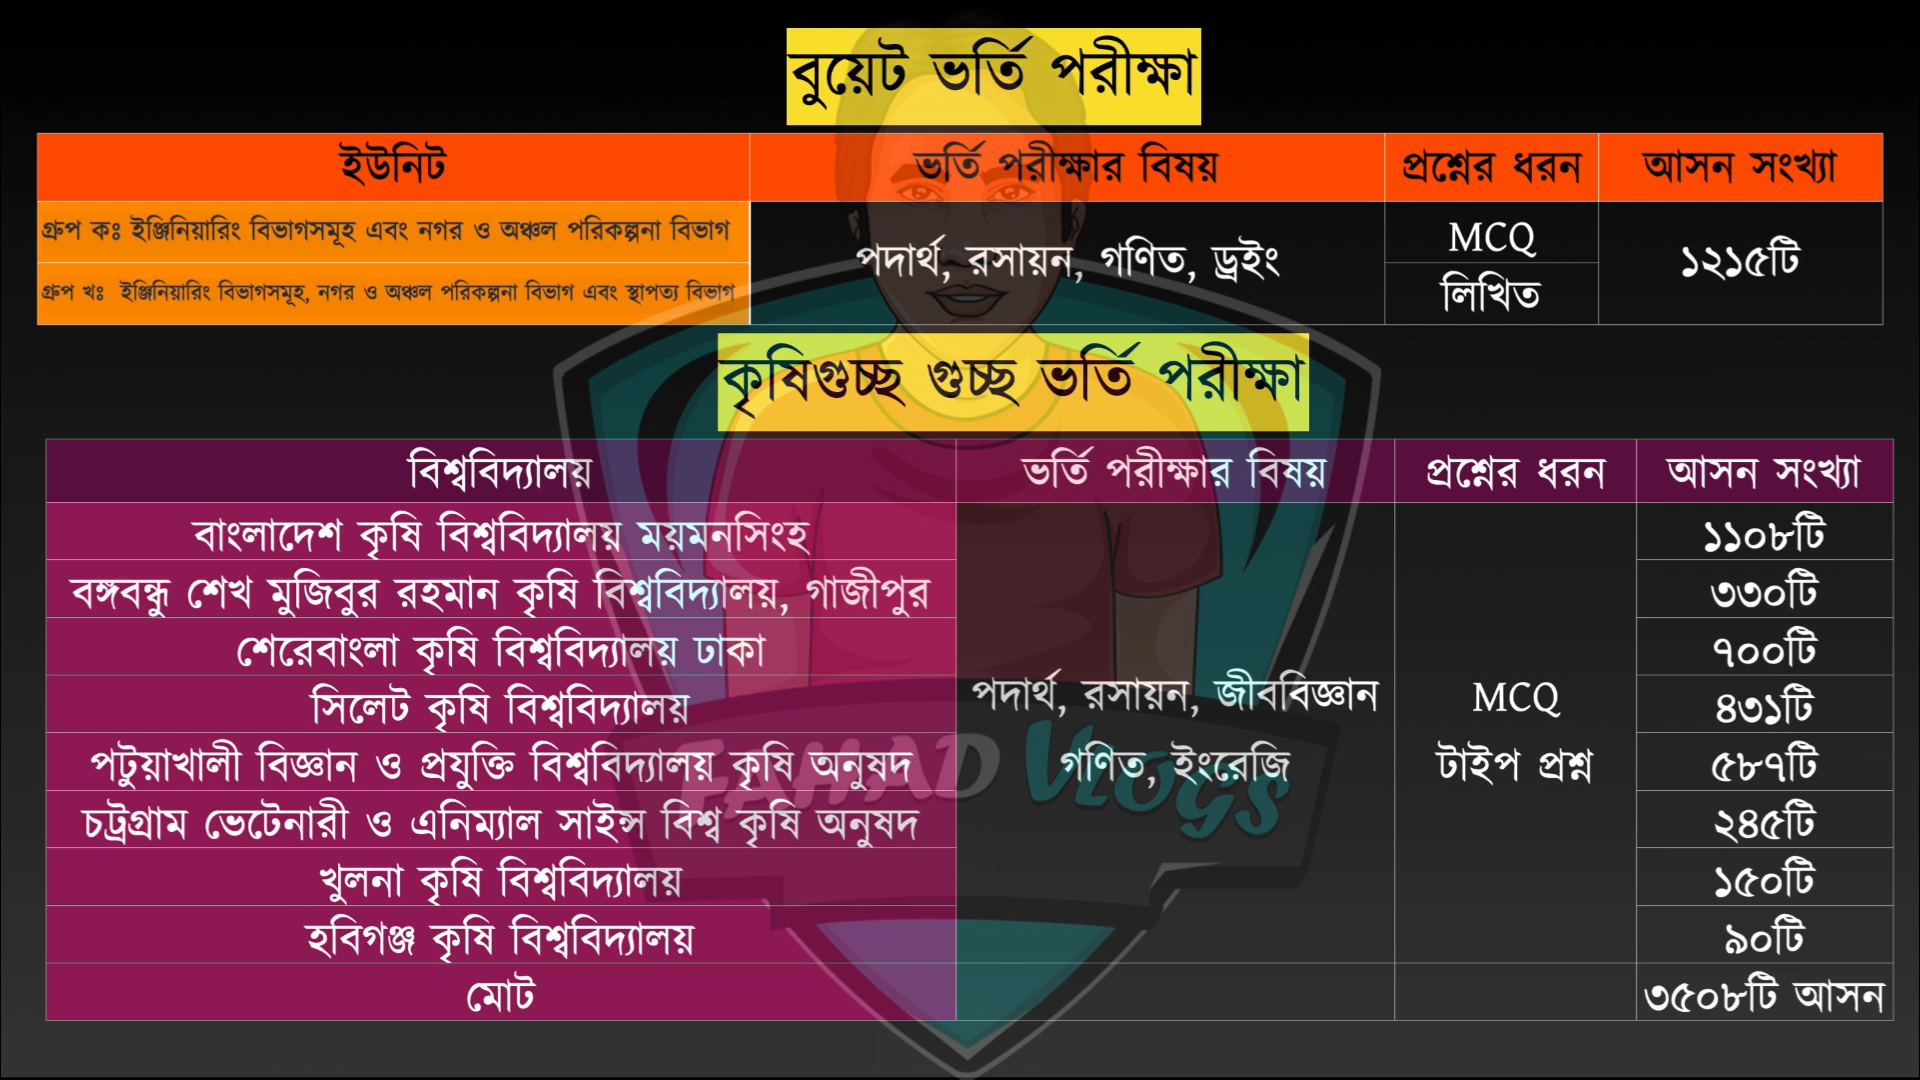 বুয়েট ভর্তি পরীক্ষা
ইউনিট ভর্তি পরীক্ষার বিষয় প্রশ্নের ধরন আসন সংখ্যা
গ্রুপ কঃ ইঞ্জিনিয়ারিং বিভাগসমূহ এবং নগর ও অঞ্চল পরিকল্পনা বিভাগ
গ্রুপ খঃ ইঞ্জিনিয়ারিং বিভাগসমূহ, নগর ও অঞ্চল পরিকল্পনা বিভাগ এবং স্থাপত্য বিভাগ
পদার্থ, রসায়ন, গণিত, ড্রইং
MCQ
লিখিত
১২১৫টি
কৃষিগুচ্ছ গুচ্ছ ভর্তি পরীক্ষা
বিশ্ববিদ্যালয় ভর্তি পরীক্ষার বিষয় প্রশ্নের ধরন আসন সংখ্যা
বাংলাদেশ কৃষি বিশ্ববিদ্যালয় ময়মনসিংহ ১১০৮টি
বঙ্গবন্ধু শেখ মুজিবুর রহমান কৃষি বিশ্ববিদ্যালয়, গাজীপুর ৩৩০টি
শেরেবাংলা কৃষি বিশ্ববিদ্যালয় ঢাকা ৭০০টি
সিলেট কৃষি বিশ্ববিদ্যালয় পদার্থ, রসায়ন, জীববিজ্ঞান MCQ ৪৩১টি
পটুয়াখালী বিজ্ঞান ও প্রযুক্তি বিশ্ববিদ্যালয় কৃষি অনুষদ গণিত, ইংরেজি টাইপ প্রশ্ন ৫৮৭টি
চট্রগ্রাম ভেটেনারী ও এনিম্যাল সাইন্স বিশ্ব কৃষি অনুষদ ২৪৫টি
খুলনা কৃষি বিশ্ববিদ্যালয় ১৫০টি
হবিগঞ্জ কৃষি বিশ্ববিদ্যালয় ৯০টি
মোট ৩৫০৮টি আসন
FAHAD Vlogs